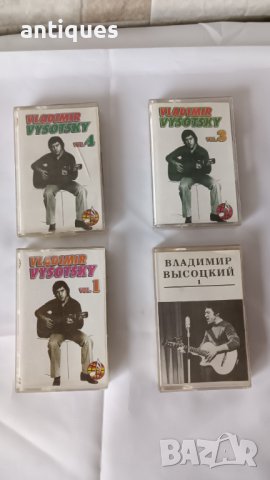 antiques
VLADIMIR
VYSOTSKY
VOL.4
VLADIMIR
VYSOTSKY
VOL.3
VLADIMIR
VYSOTSKY
VOL.1
ВЛАДИМИР
ВЫСОЦКИЙ
1
BAZAR